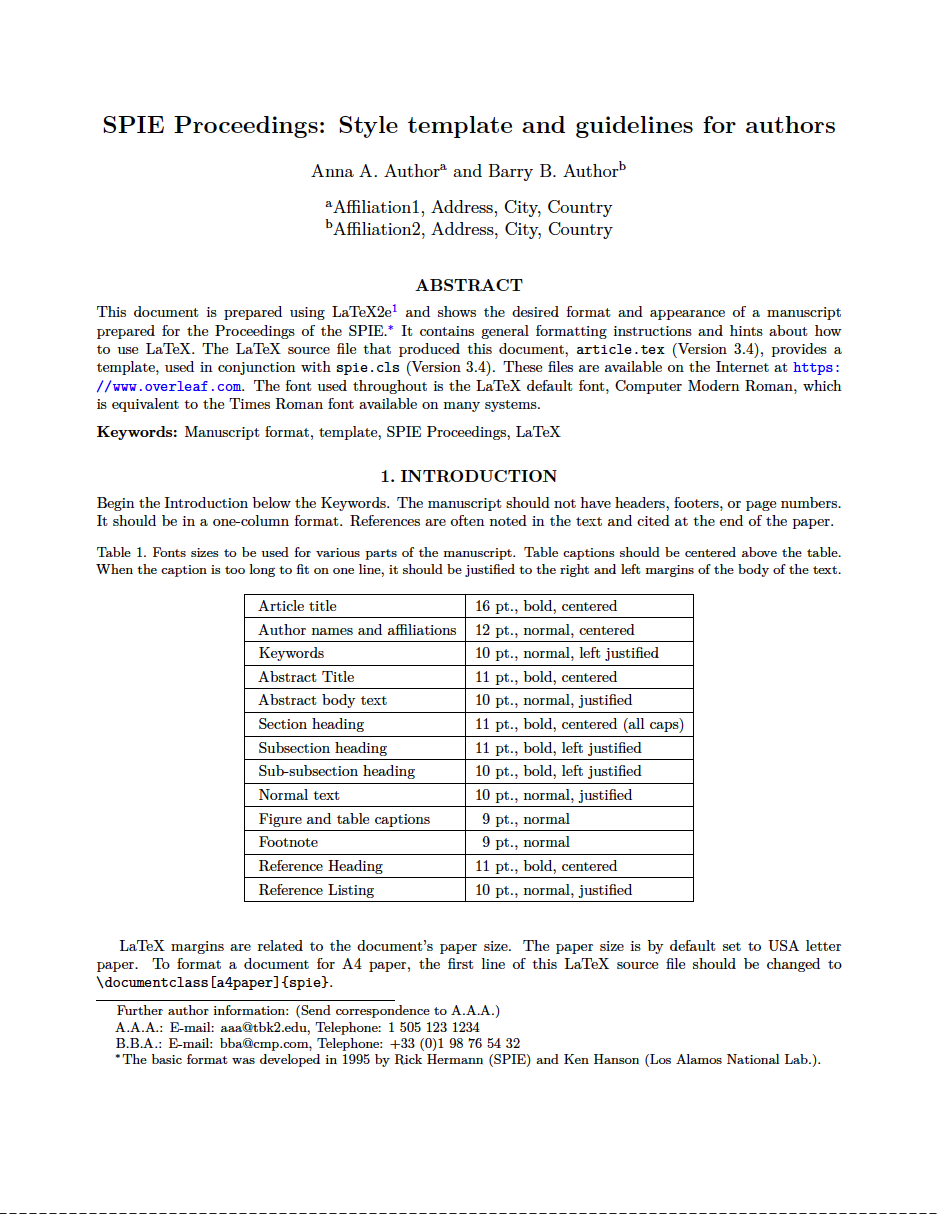 SPIE Proceedings: Style template and guidelines for authors
Anna A. Authorᵃ and Barry B. Authorᵇ
ᵃAffiliation1, Address, City, Country
ᵇAffiliation2, Address, City, Country
ABSTRACT
This document is prepared using LaTeX2e¹ and shows the desired format and appearance of a manuscript
prepared for the Proceedings of the SPIE.* It contains general formatting instructions and hints about how
to use LaTeX. The LaTeX source file that produced this document, article.tex (Version 3.4), provides a
template, used in conjunction with spie.cls (Version 3.4). These files are available on the Internet at https:
//www.overleaf.com. The font used throughout is the LaTeX default font, Computer Modern Roman, which
is equivalent to the Times Roman font available on many systems.
Keywords: Manuscript format, template, SPIE Proceedings, LaTeX
1. INTRODUCTION
Begin the Introduction below the Keywords. The manuscript should not have headers, footers, or page numbers.
It should be in a one-column format. References are often noted in the text and cited at the end of the paper.
Table 1. Fonts sizes to be used for various parts of the manuscript. Table captions should be centered above the table.
When the caption is too long to fit on one line, it should be justified to the right and left margins of the body of the text.
Article title 16 pt., bold, centered
Author names and affiliations 12 pt., normal, centered
Keywords 10 pt., normal, left justified
Abstract Title 11 pt., bold, centered
Abstract body text 10 pt., normal, justified
Section heading 11 pt., bold, centered (all caps)
Subsection heading 11 pt., bold, left justified
Sub-subsection heading 10 pt., bold, left justified
Normal text 10 pt., normal, justified
Figure and table captions 9 pt., normal
Footnote 9 pt., normal
Reference Heading 11 pt., bold, centered
Reference Listing 10 pt., normal, justified
LaTeX margins are related to the document's paper size. The paper size is by default set to USA letter
paper. To format a document for A4 paper, the first line of this LaTeX source file should be changed to
\documentclass[a4paper]{spie}.
Further author information: (Send correspondence to A.A.A.)
A.A.A.: E-mail: aaa@tbk2.edu, Telephone: 1 505 123 1234
B.B.A.: E-mail: bba@cmp.com, Telephone: +33 (0)1 98 76 54 32
*The basic format was developed in 1995 by Rick Hermann (SPIE) and Ken Hanson (Los Alamos National Lab.).